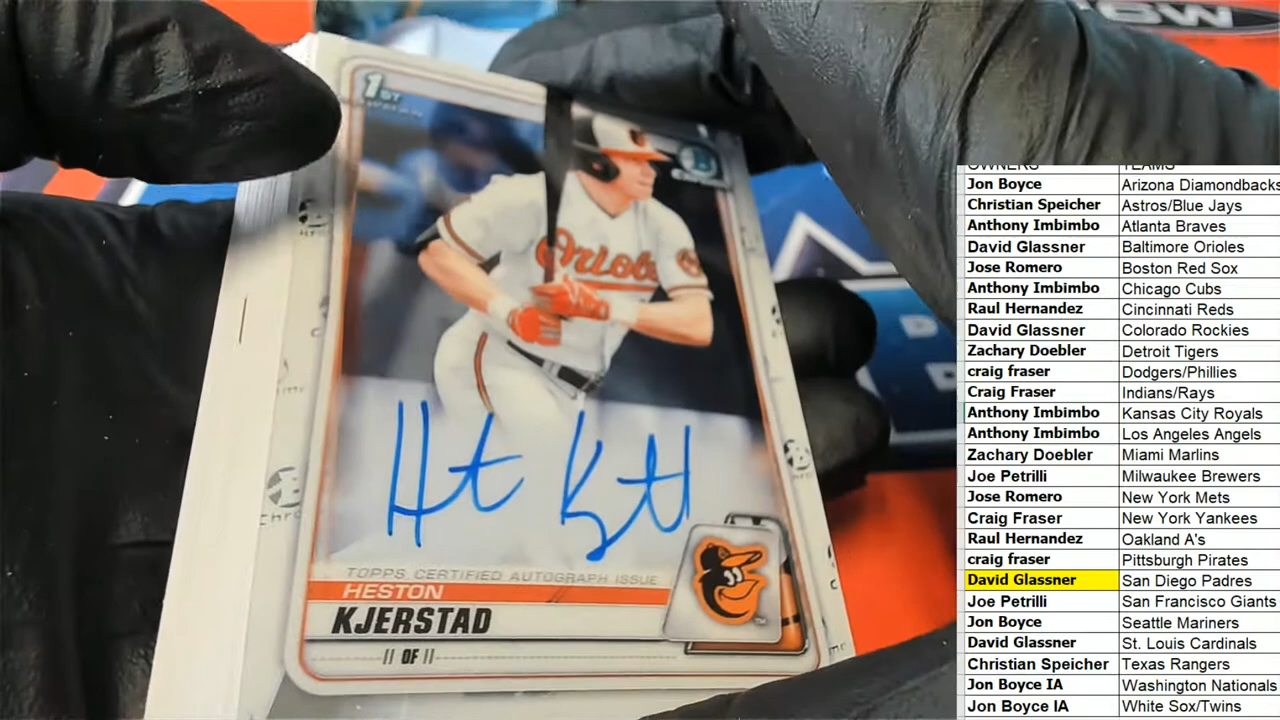 1ST
TOPPS CERTIFIED AUTOGRAPH ISSUE
HESTON
KJERSTAD
// OF //
Orioles
OWNERS TEAMS
Jon Boyce Arizona Diamondbacks
Christian Speicher Astros/Blue Jays
Anthony Imbimbo Atlanta Braves
David Glassner Baltimore Orioles
Jose Romero Boston Red Sox
Anthony Imbimbo Chicago Cubs
Raul Hernandez Cincinnati Reds
David Glassner Colorado Rockies
Zachary Doebler Detroit Tigers
craig fraser Dodgers/Phillies
Craig Fraser Indians/Rays
Anthony Imbimbo Kansas City Royals
Anthony Imbimbo Los Angeles Angels
Zachary Doebler Miami Marlins
Joe Petrilli Milwaukee Brewers
Jose Romero New York Mets
Craig Fraser New York Yankees
Raul Hernandez Oakland A's
craig fraser Pittsburgh Pirates
David Glassner San Diego Padres
Joe Petrilli San Francisco Giants
Jon Boyce Seattle Mariners
David Glassner St. Louis Cardinals
Christian Speicher Texas Rangers
Jon Boyce IA Washington Nationals
Jon Boyce IA White Sox/Twins